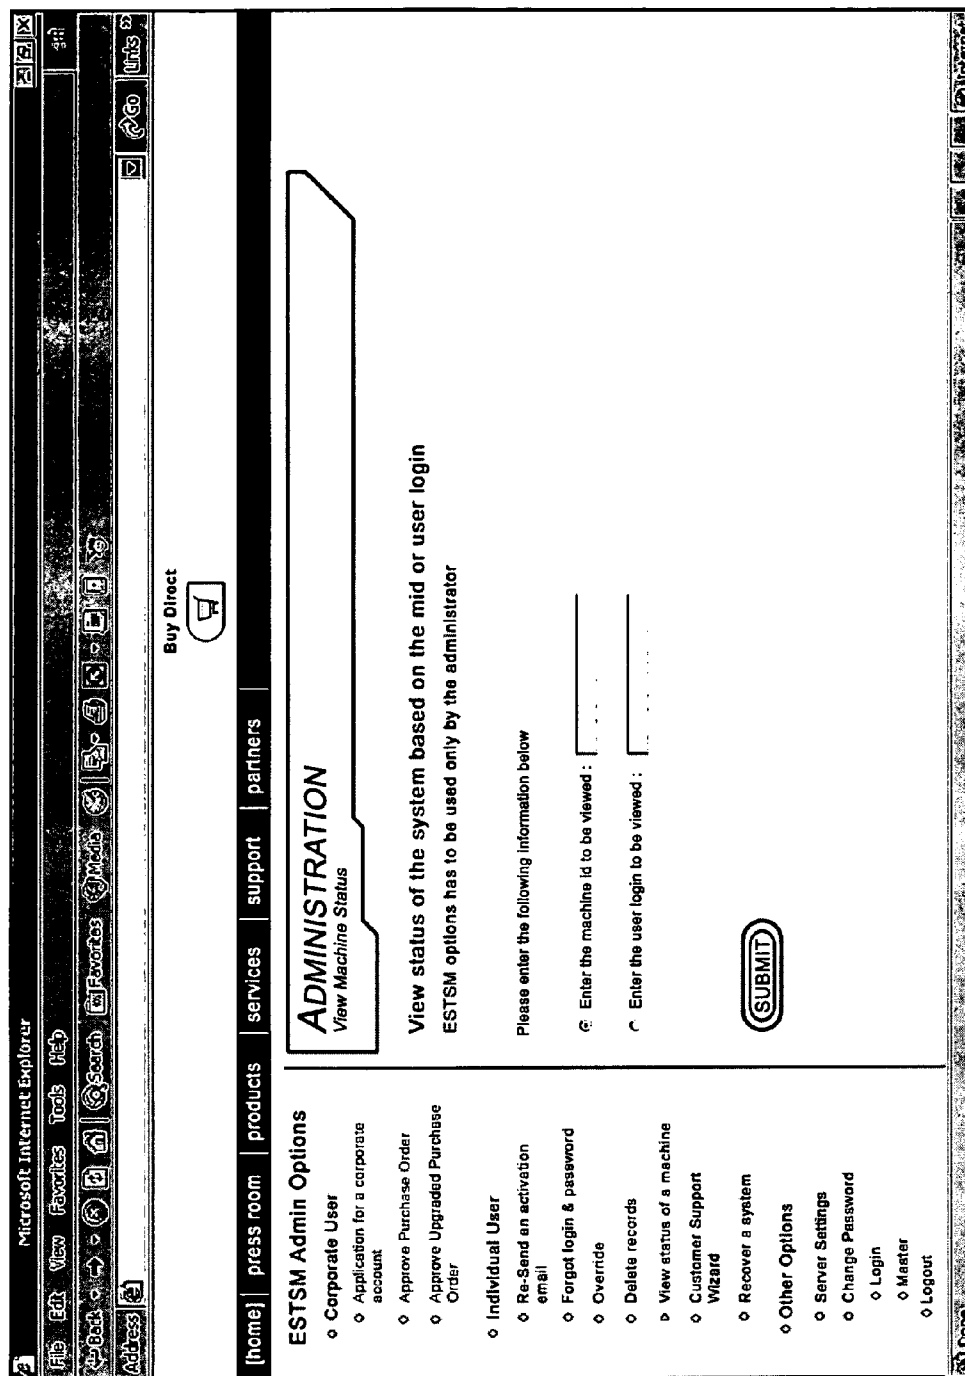 Microsoft Internet Explorer
File Edit View Favorites Tools Help
Back Search Favorites Media
Address Go Links »
Buy Direct
[home] press room products services support partners
ESTSM Admin Options
Corporate User
Application for a corporate
account
Approve Purchase Order
Approve Upgraded Purchase
Order
Individual User
Re-Send an activation
email
Forgot login & password
Override
Delete records
View status of a machine
Customer Support
Wizard
Recover a system
Other Options
Server Settings
Change Password
Login
Master
Logout
ADMINISTRATION
View Machine Status
View status of the system based on the mid or user login
ESTSM options has to be used only by the administrator
Please enter the following information below
Enter the machine id to be viewed :
Enter the user login to be viewed :
SUBMIT
Done Internet